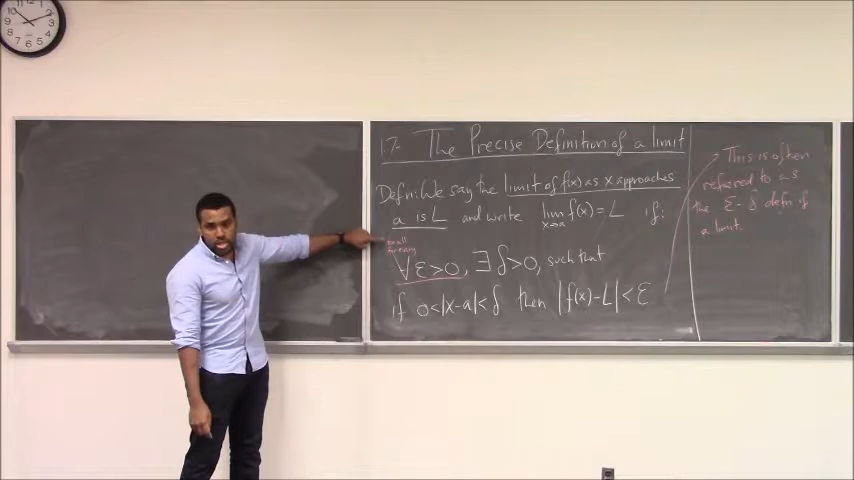 1.7- The Precise Definition of a limit
Defn: We say the limit of f(x) as x approaches
a is L and write lim f(x) = L if:
x→a
for all
for every
∀ ε>0, ∃ δ>0, such that
if 0<|x-a|<δ then |f(x)-L|<ε
This is often
referred to as
the ε-δ defn of
a limit.